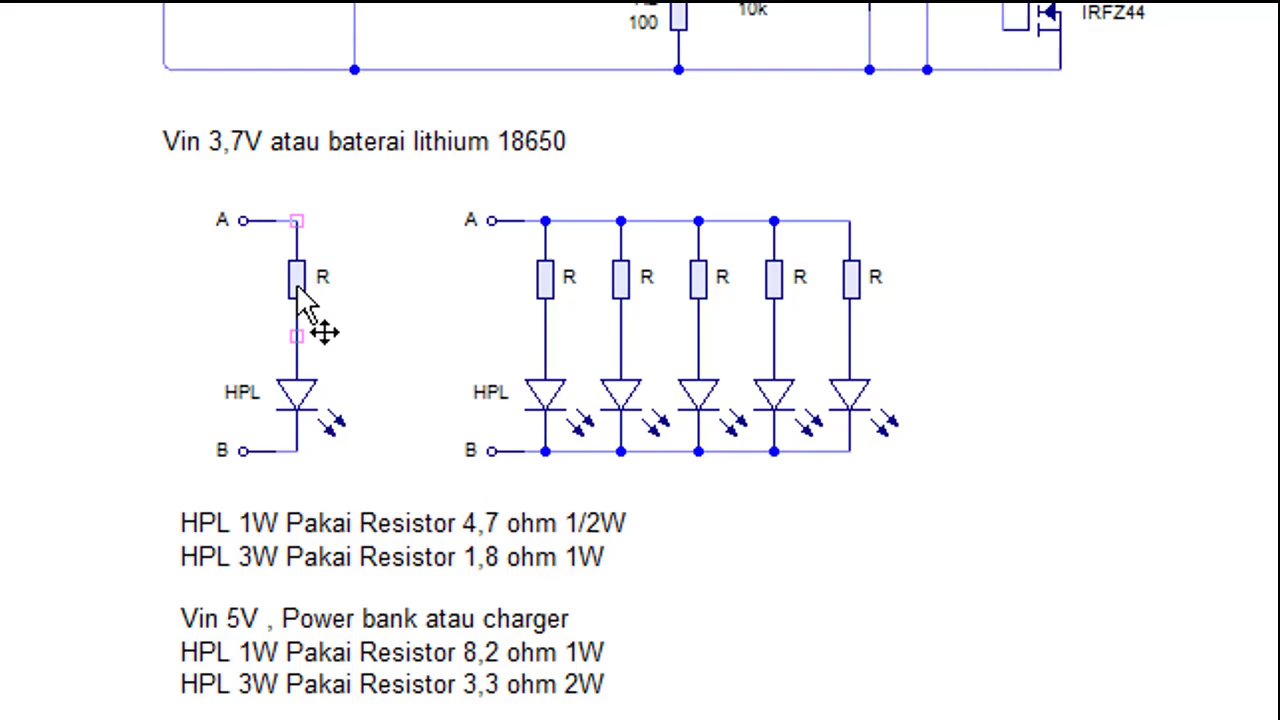 100
10k
IRFZ44
Vin 3,7V atau baterai lithium 18650
A
A
R
R
R
R
R
R
HPL
HPL
B
B
HPL 1W Pakai Resistor 4,7 ohm 1/2W
HPL 3W Pakai Resistor 1,8 ohm 1W
Vin 5V , Power bank atau charger
HPL 1W Pakai Resistor 8,2 ohm 1W
HPL 3W Pakai Resistor 3,3 ohm 2W